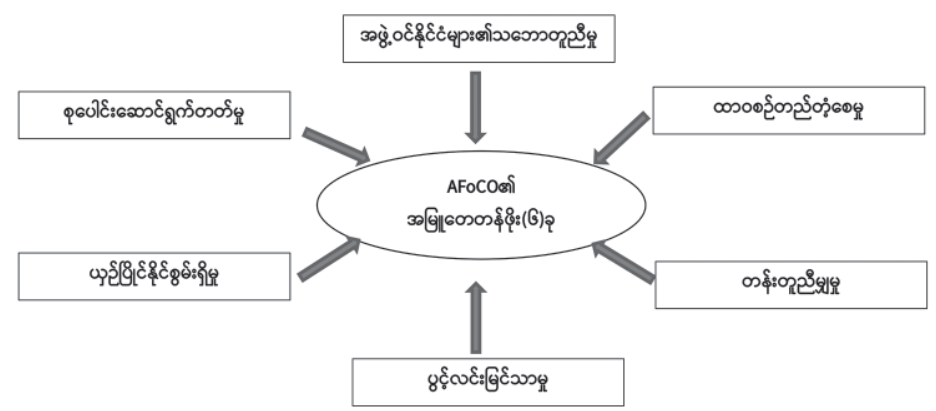 အဖွဲ့ဝင်နိုင်ငံများ၏သဘောတူညီမှု
စုပေါင်းဆောင်ရွက်တတ်မှု
ထာဝစဉ်တည်တံ့စေမှု
AFoCO၏
အမြူတေတန်ဖိုး(၆)ခု
ယှဉ်ပြိုင်နိုင်စွမ်းရှိမှု
တန်းတူညီမျှမှု
ပွင့်လင်းမြင်သာမှု